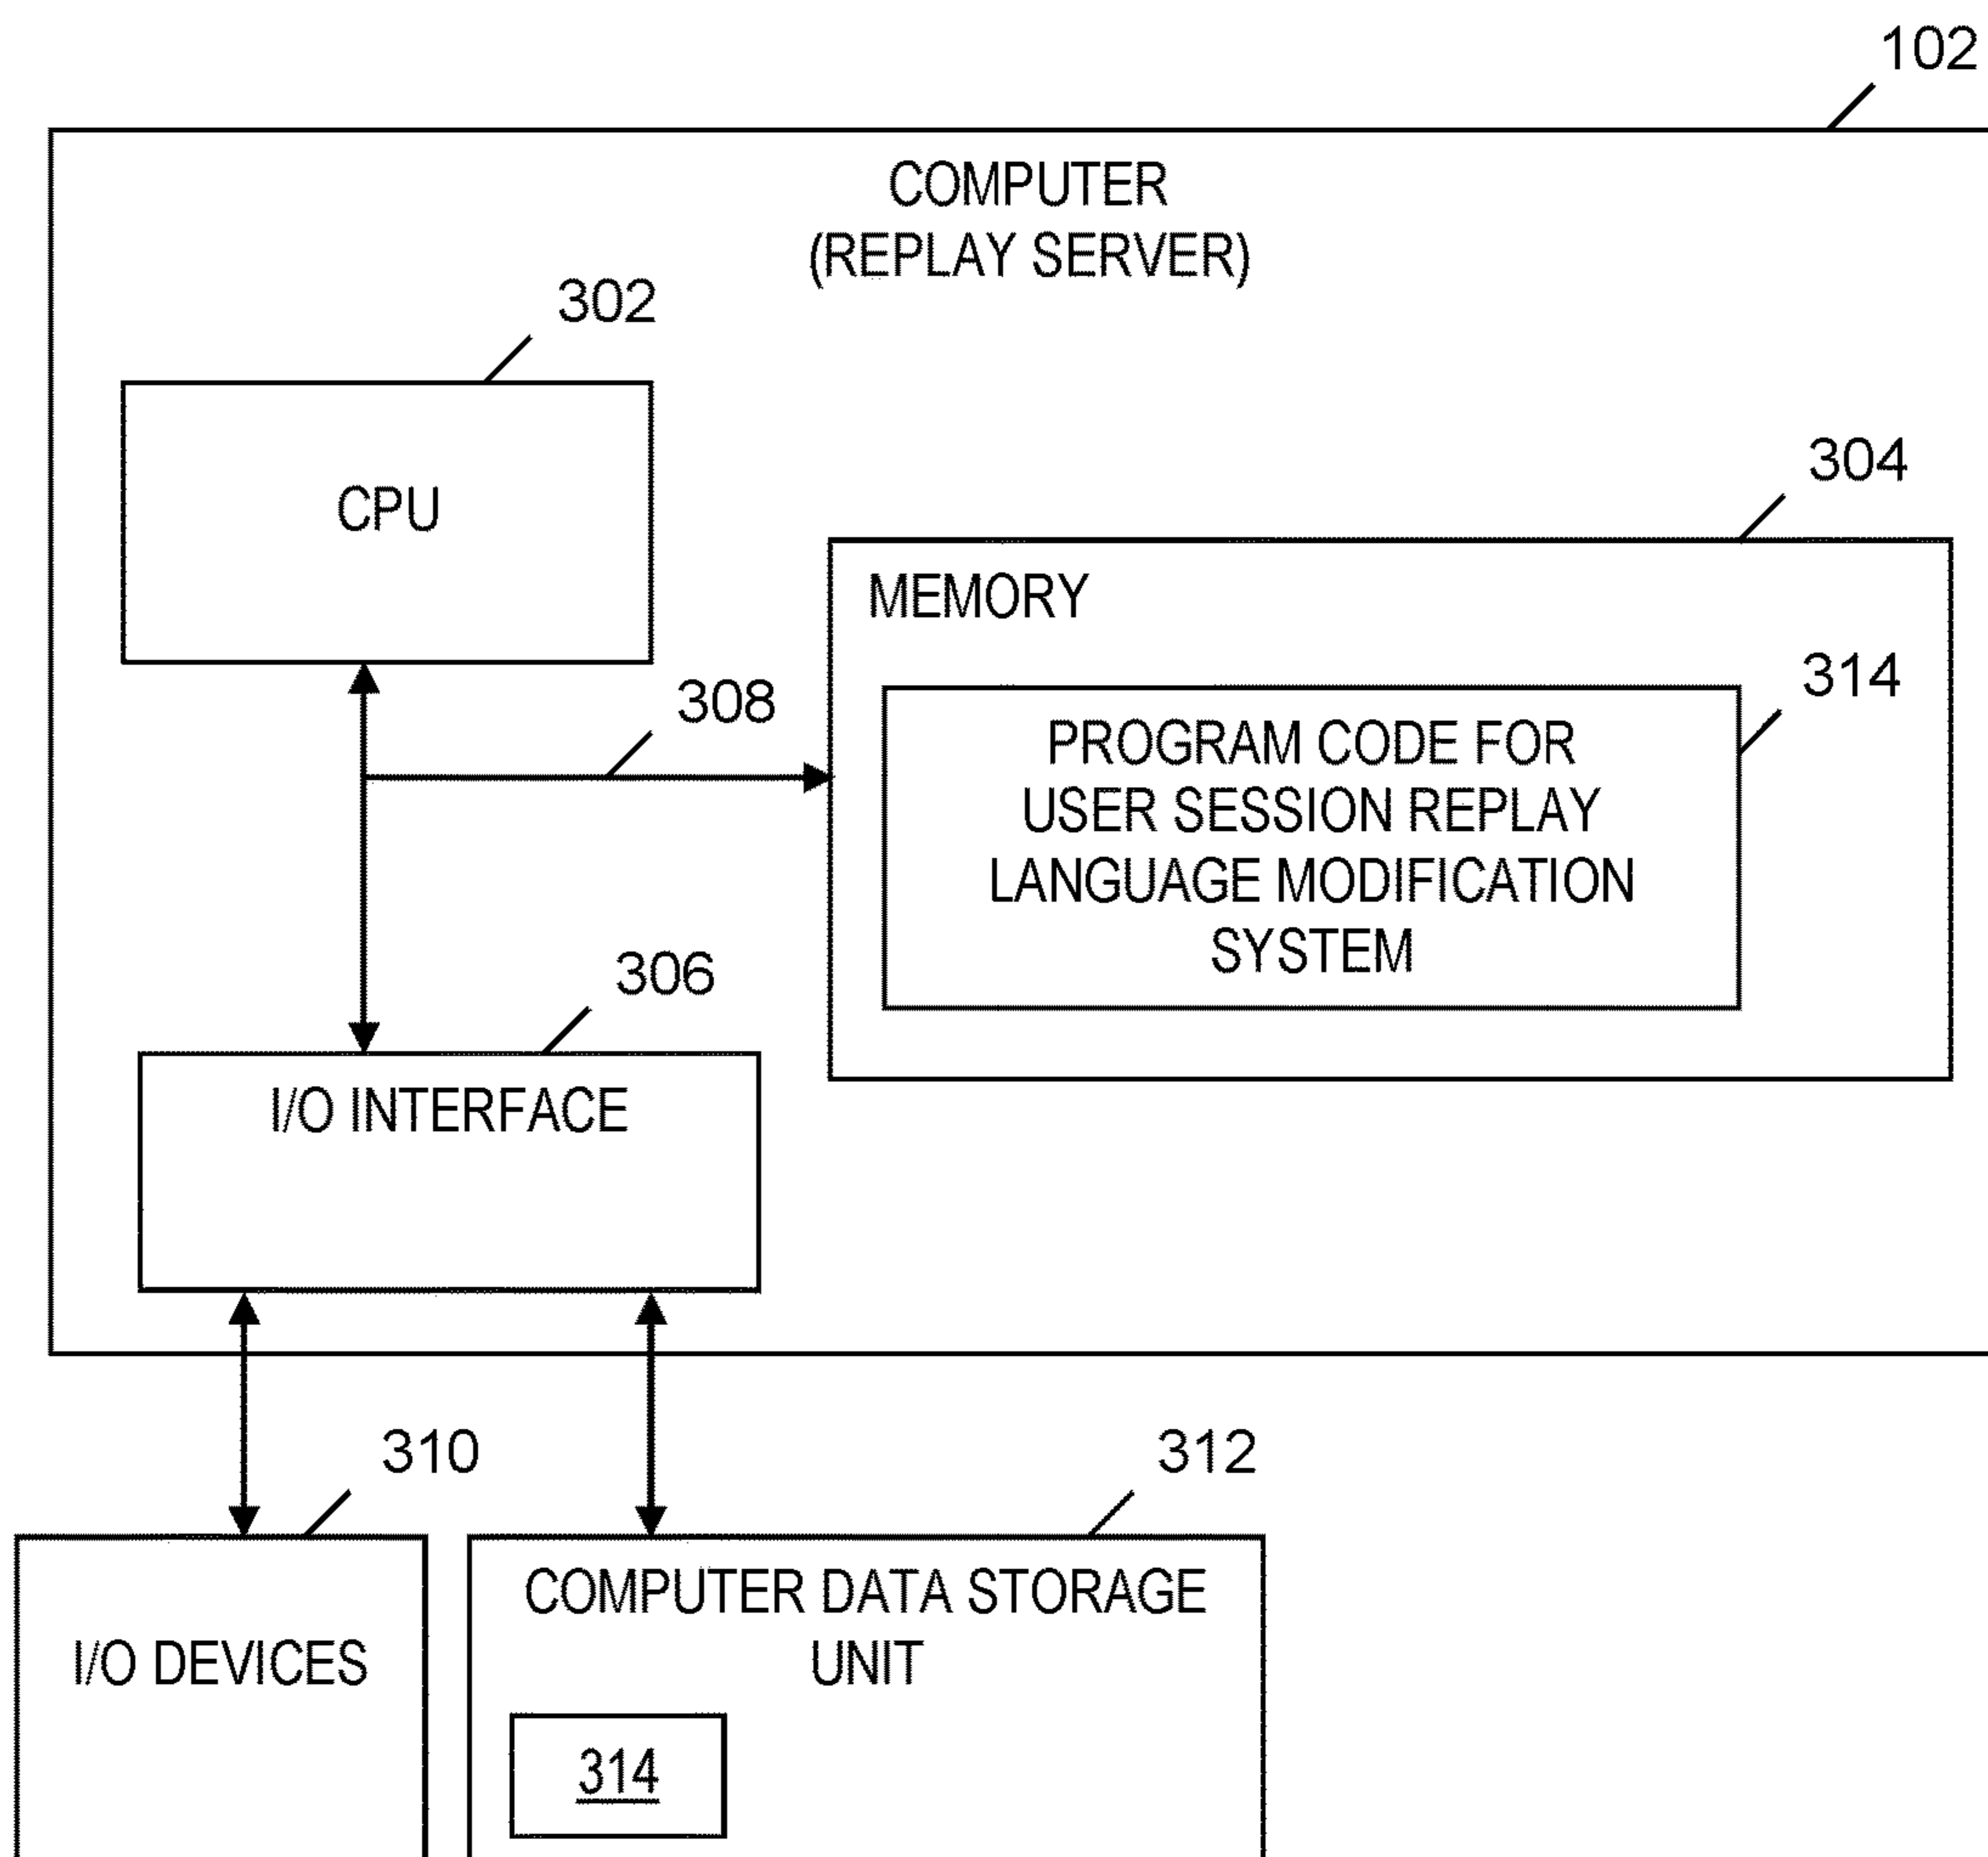 102
COMPUTER
(REPLAY SERVER)
302
CPU
304
MEMORY
314
PROGRAM CODE FOR
USER SESSION REPLAY
LANGUAGE MODIFICATION
SYSTEM
308
306
I/O INTERFACE
310
312
I/O DEVICES
COMPUTER DATA STORAGE
UNIT
314